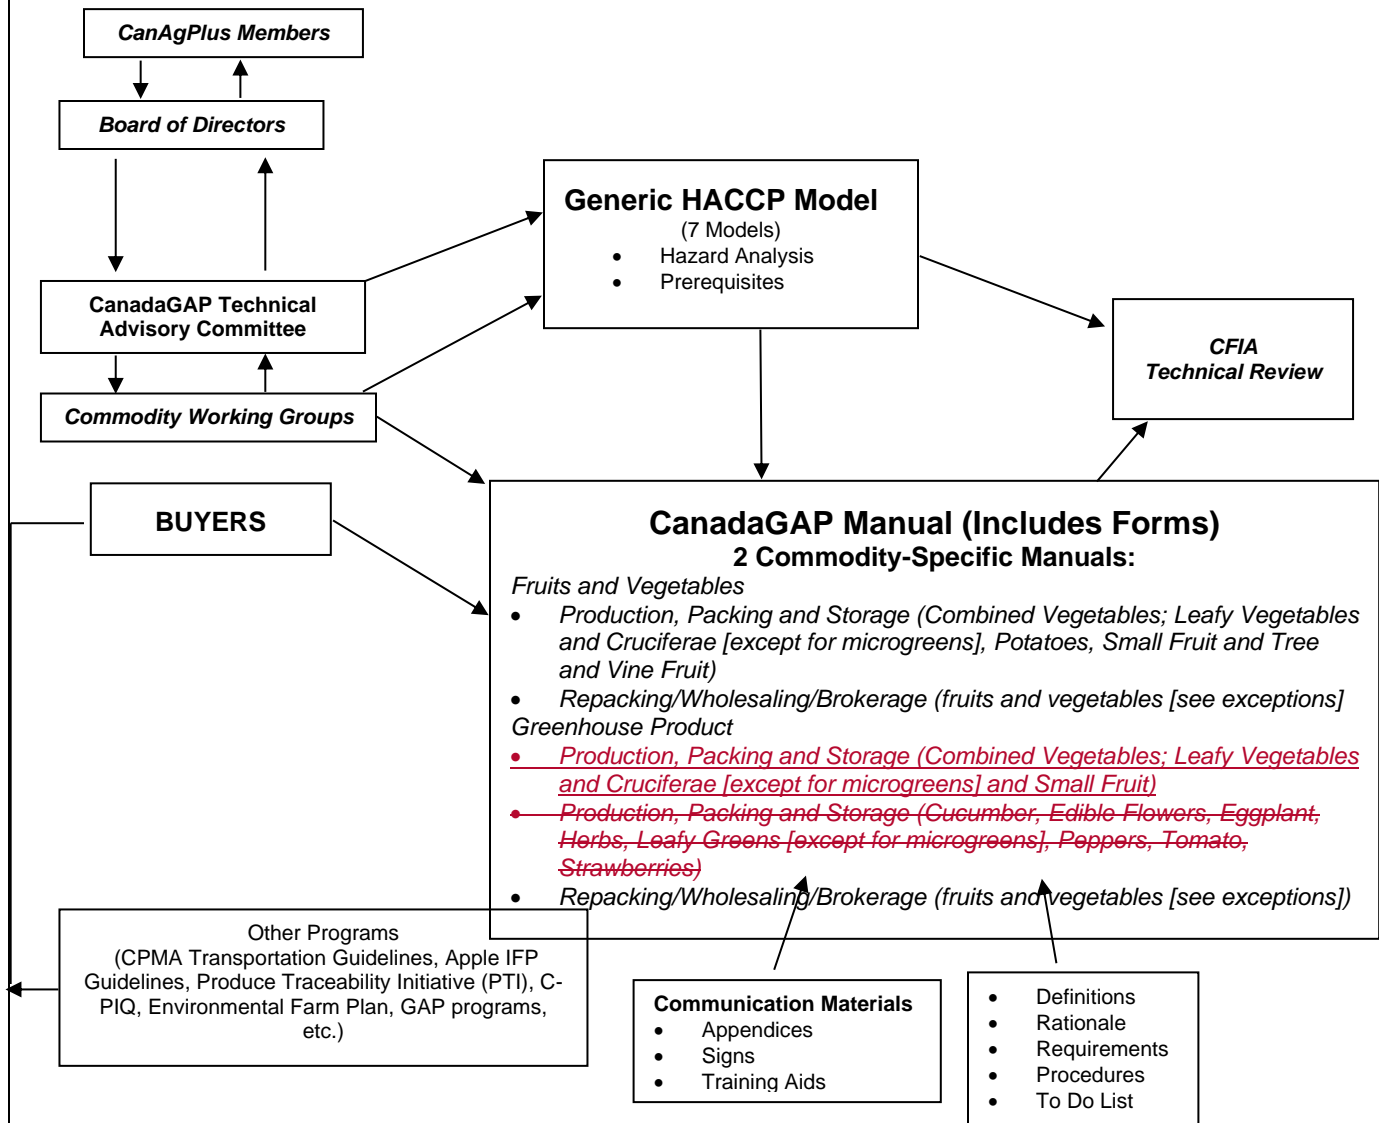 CanAgPlus Members
Board of Directors
CanadaGAP Technical
Advisory Committee
Commodity Working Groups
Generic HACCP Model
(7 Models)
• Hazard Analysis
• Prerequisites
CFIA
Technical Review
BUYERS
CanadaGAP Manual (Includes Forms)
2 Commodity-Specific Manuals:
Fruits and Vegetables
• Production, Packing and Storage (Combined Vegetables; Leafy Vegetables
and Cruciferae [except for microgreens], Potatoes, Small Fruit and Tree
and Vine Fruit)
• Repacking/Wholesaling/Brokerage (fruits and vegetables [see exceptions]
Greenhouse Product
• Production, Packing and Storage (Combined Vegetables; Leafy Vegetables
and Cruciferae [except for microgreens] and Small Fruit)
• Production, Packing and Storage (Cucumber, Edible Flowers, Eggplant,
Herbs, Leafy Greens [except for microgreens], Peppers, Tomato,
Strawberries)
• Repacking/Wholesaling/Brokerage (fruits and vegetables [see exceptions])
Other Programs
(CPMA Transportation Guidelines, Apple IFP
Guidelines, Produce Traceability Initiative (PTI), C-
PIQ, Environmental Farm Plan, GAP programs,
etc.)
Communication Materials
• Appendices
• Signs
• Training Aids
• Definitions
• Rationale
• Requirements
• Procedures
• To Do List